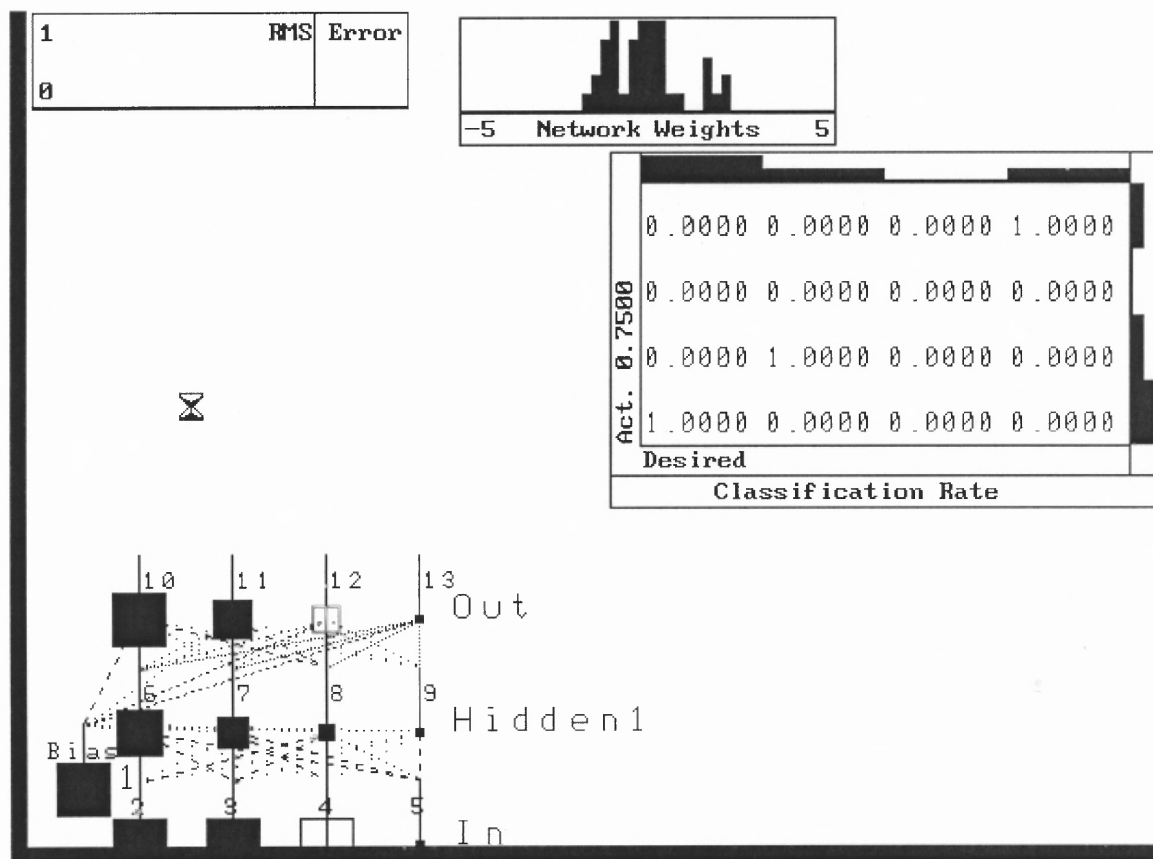 1 RMS Error
0
-5 Network Weights 5
0.0000 0.0000 0.0000 1.0000
0.0000 0.0000 0.0000 0.0000
0.0000 1.0000 0.0000 0.0000
1.0000 0.0000 0.0000 0.0000
Act. 0.7500
Desired
Classification Rate
10 11 12 13
Out
6 7 8 9
Hidden1
Bias
1
2 3 4 5
In